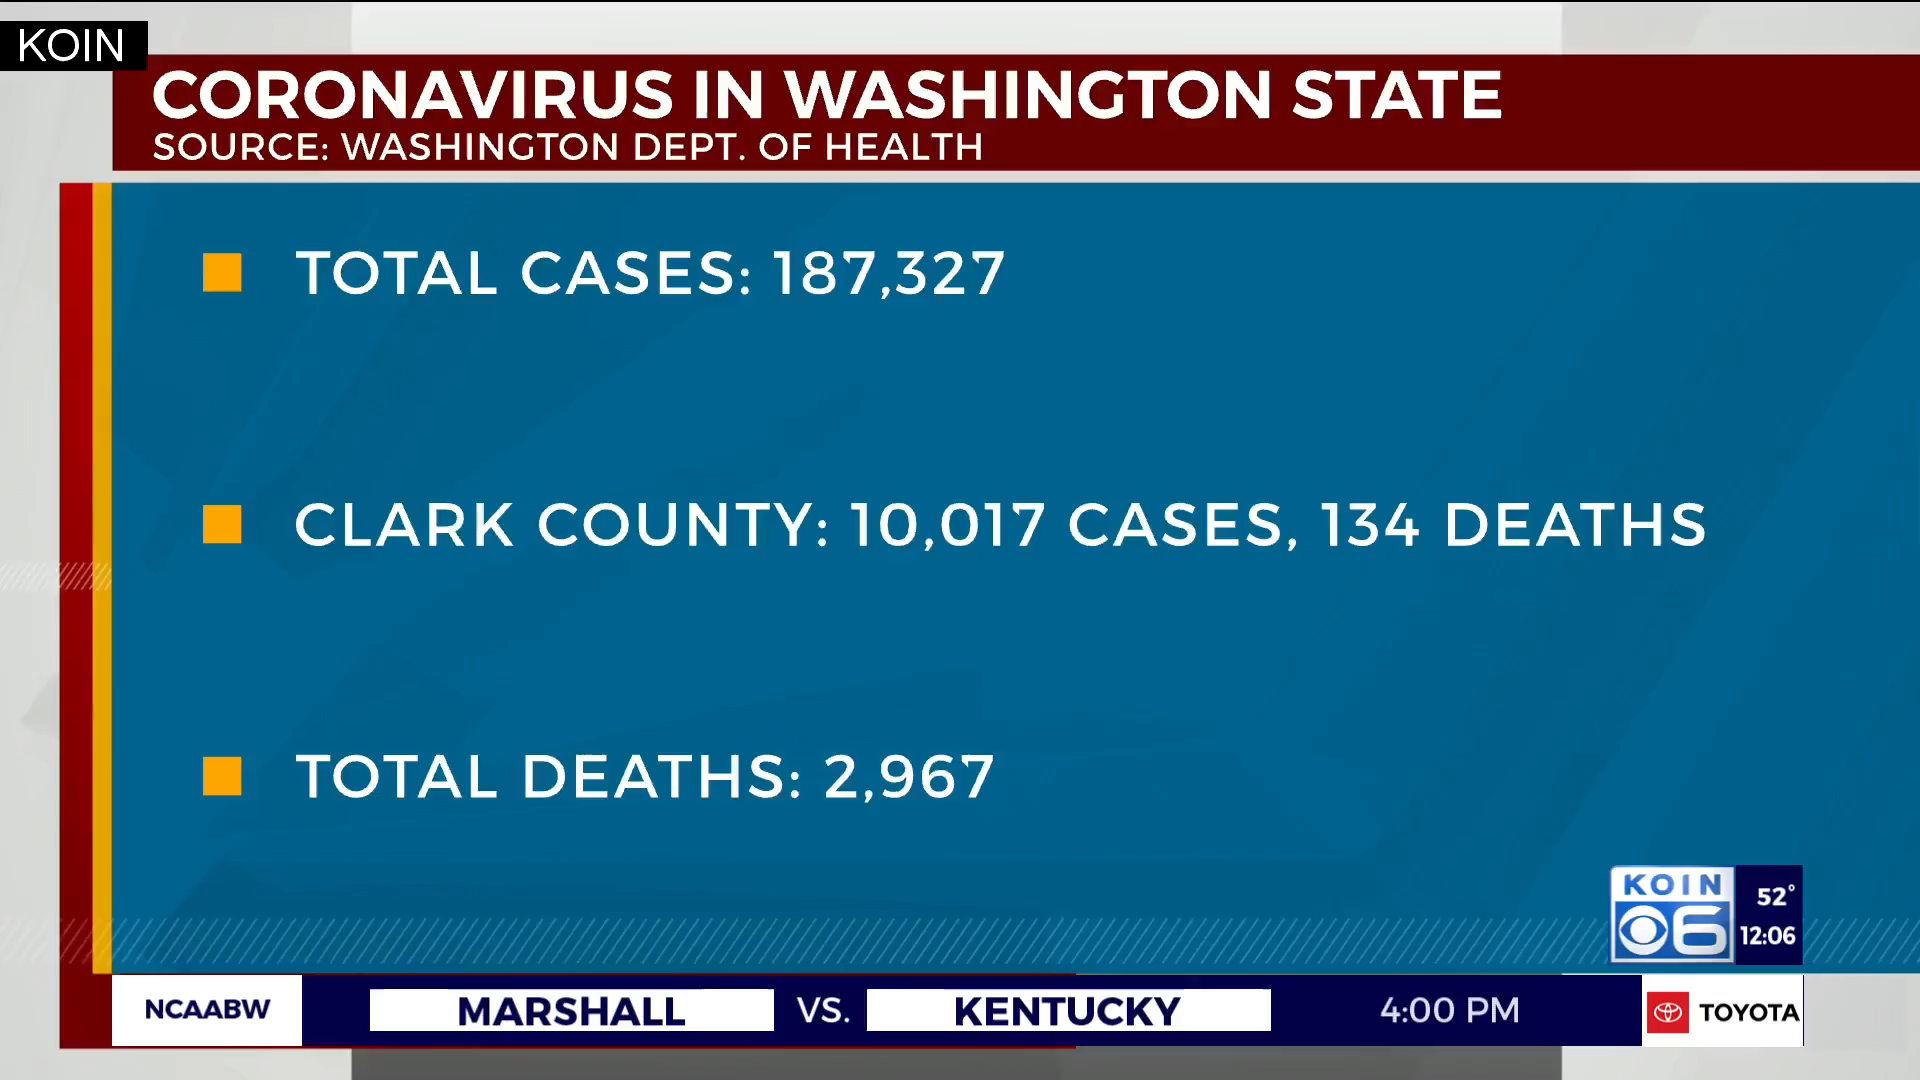 KOIN
CORONAVIRUS IN WASHINGTON STATE
SOURCE: WASHINGTON DEPT. OF HEALTH
TOTAL CASES: 187,327
CLARK COUNTY: 10,017 CASES, 134 DEATHS
TOTAL DEATHS: 2,967
KOIN
6
52°
12:06
NCAABW MARSHALL VS. KENTUCKY 4:00 PM TOYOTA